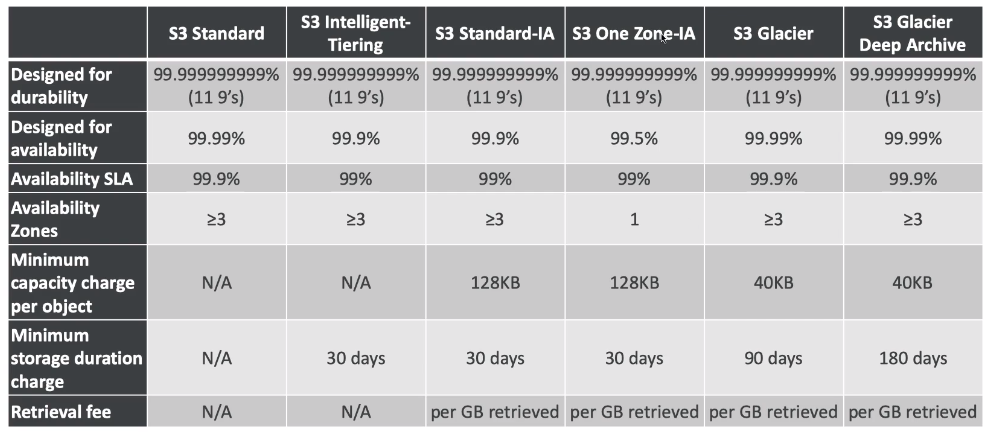 S3 Standard S3 Intelligent- S3 Standard-IA S3 One Zone-IA S3 Glacier S3 Glacier
Tiering Deep Archive
Designed for 99.999999999% 99.999999999% 99.999999999% 99.999999999% 99.999999999% 99.999999999%
durability (11 9’s) (11 9’s) (11 9’s) (11 9’s) (11 9’s) (11 9’s)
Designed for
availability 99.99% 99.9% 99.9% 99.5% 99.99% 99.99%
Availability SLA 99.9% 99% 99% 99% 99.9% 99.9%
Availability
Zones ≥3 ≥3 ≥3 1 ≥3 ≥3
Minimum
capacity charge N/A N/A 128KB 128KB 40KB 40KB
per object
Minimum
storage duration N/A 30 days 30 days 30 days 90 days 180 days
charge
Retrieval fee N/A N/A per GB retrieved per GB retrieved per GB retrieved per GB retrieved